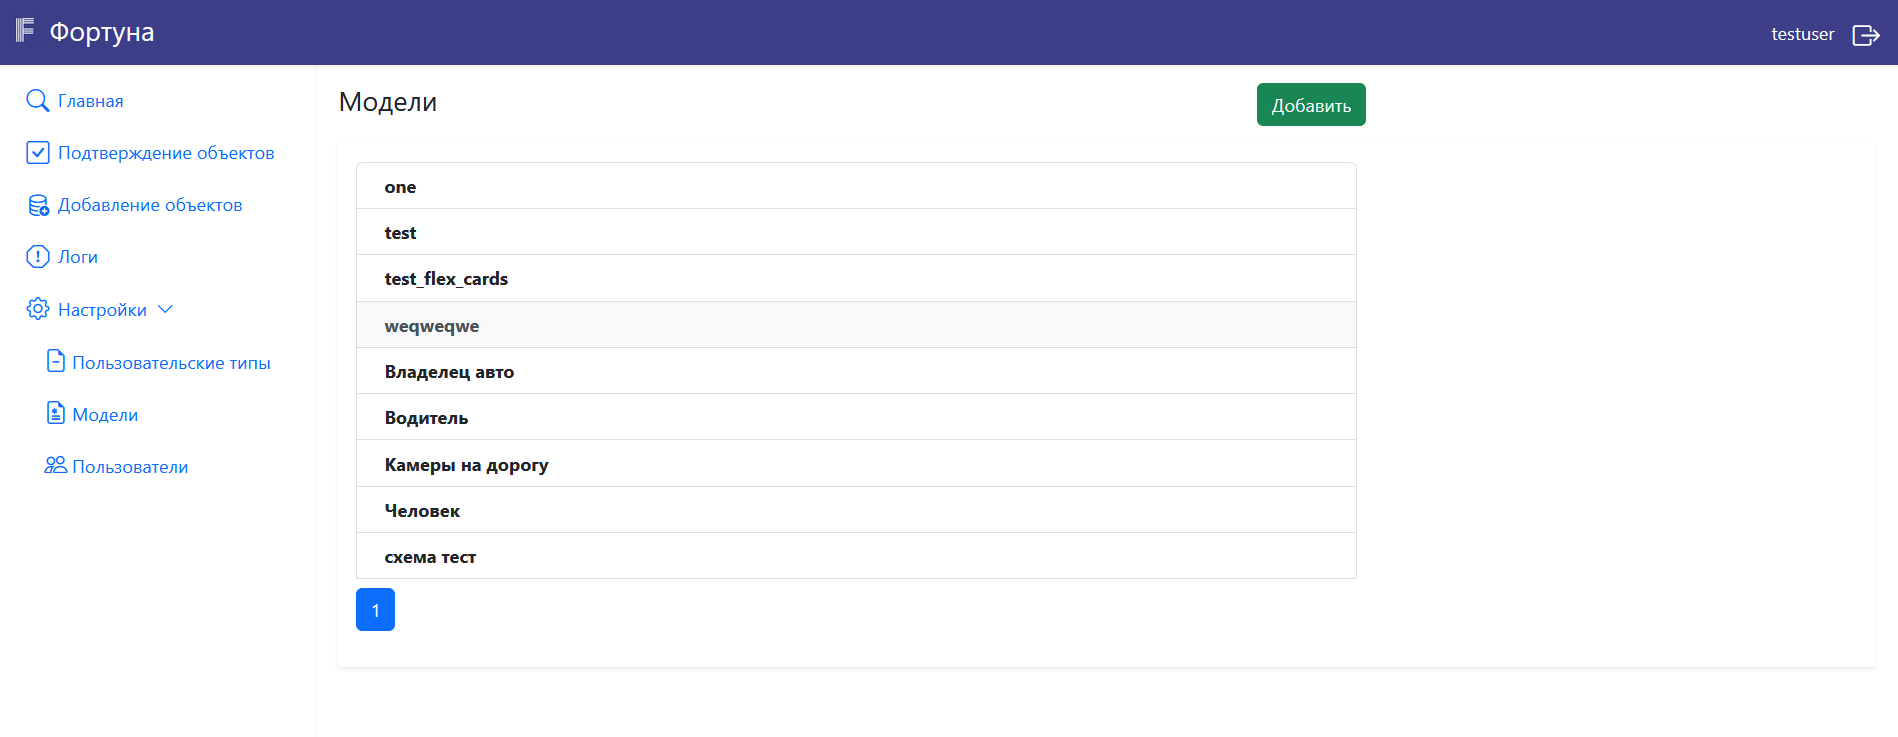 Фортуна
testuser
Главная
Подтверждение объектов
Добавление объектов
Логи
Настройки
Пользовательские типы
Модели
Пользователи
Модели
Добавить
one
test
test_flex_cards
weqweqwe
Владелец авто
Водитель
Камеры на дорогу
Человек
схема тест
1